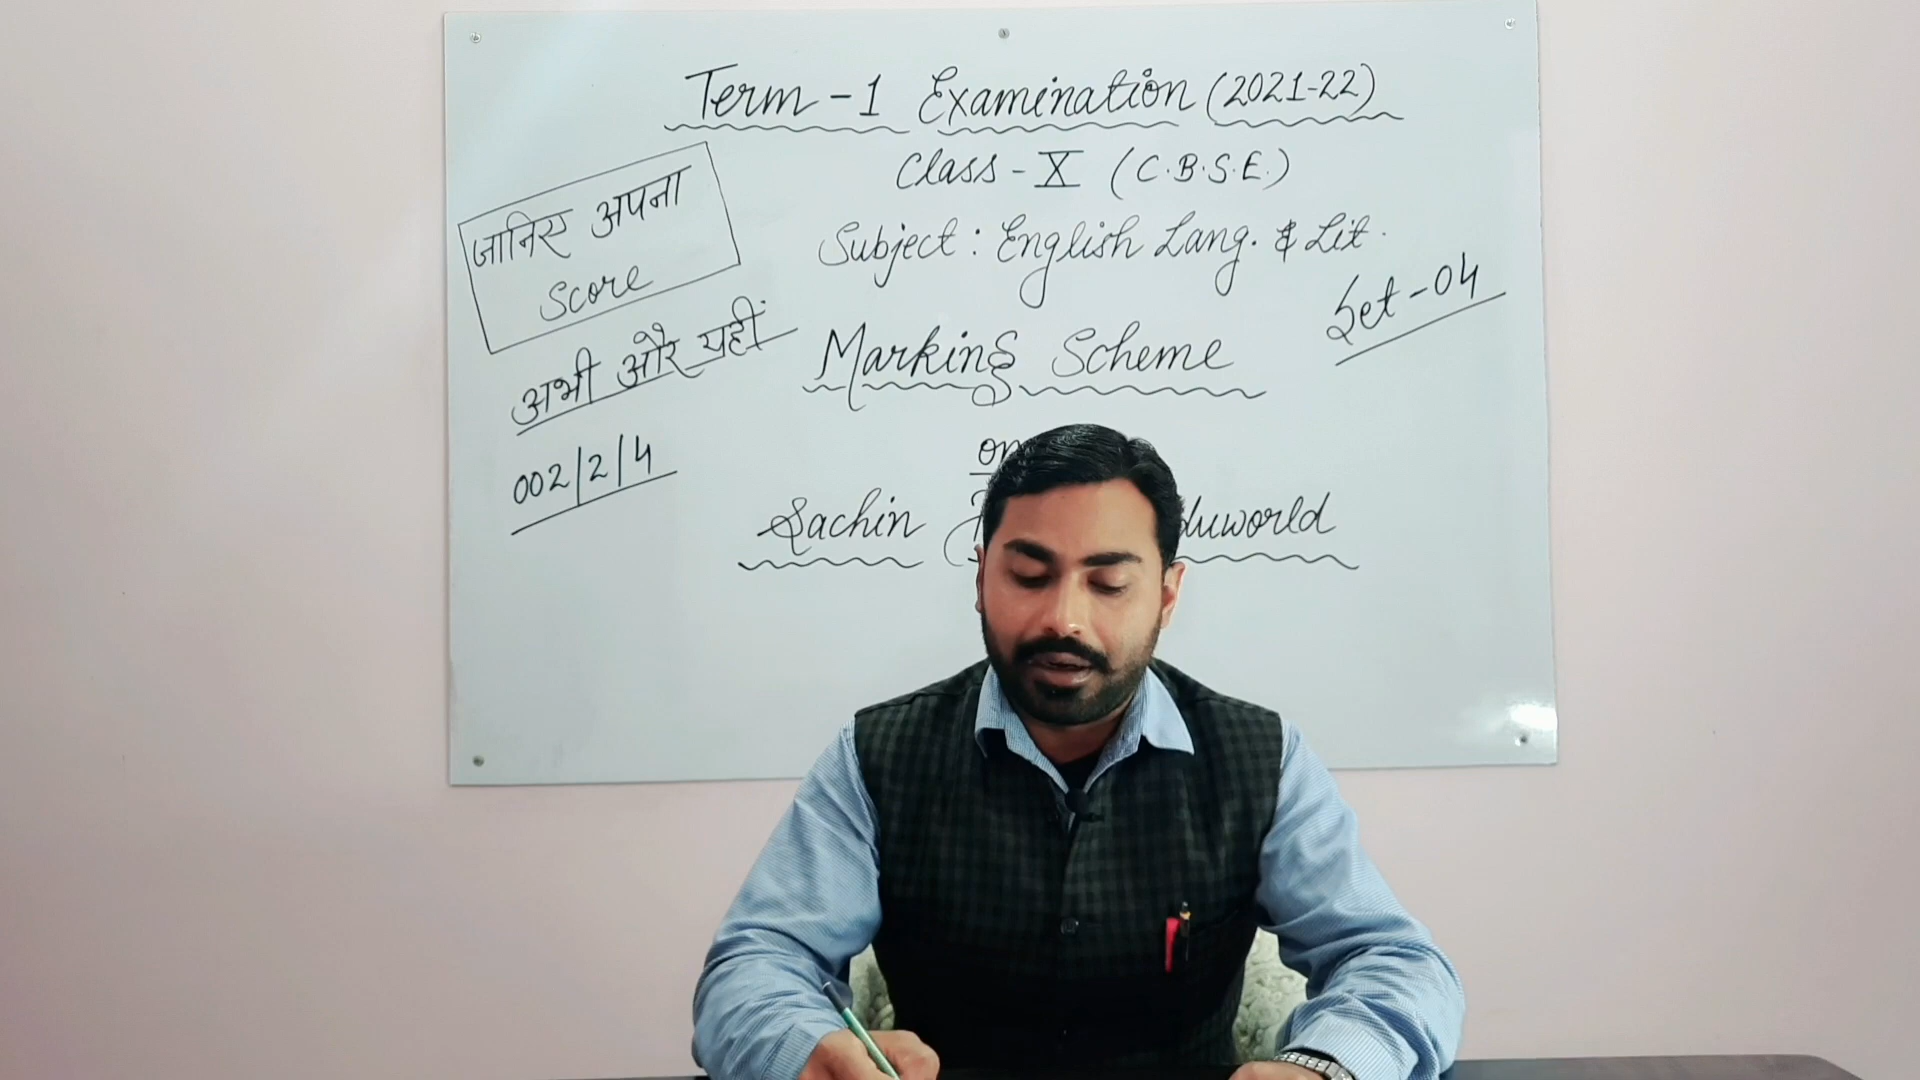 Term-1 Examination (2021-22)
Class-X (C.B.S.E.)
Subject: English Lang. & Lit.
Set-04
Marking Scheme
on
Sachin
जानिए अपना
Score
अभी और यहीं
002/2/4